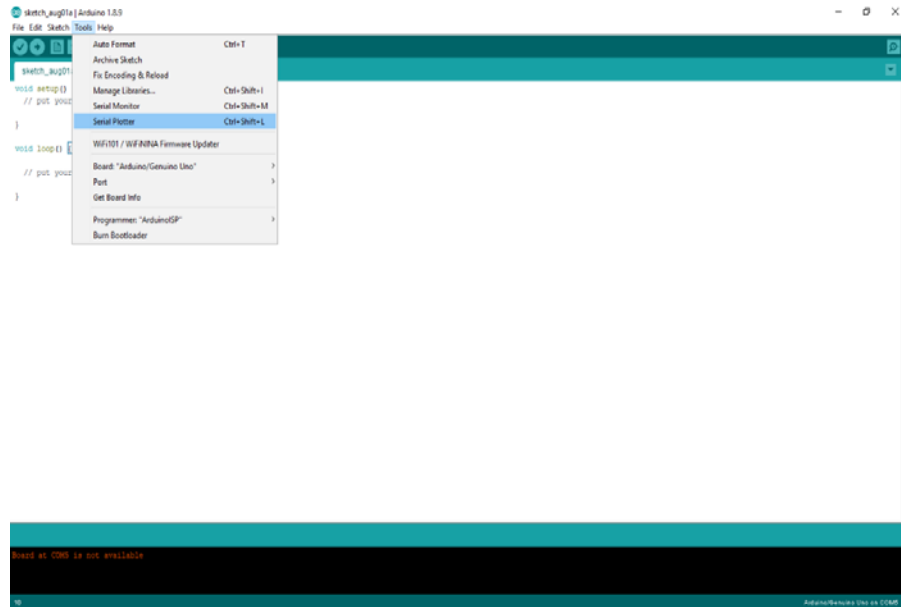 sketch_aug01a | Arduino 1.8.9
File Edit Sketch Tools Help
sketch_aug01
void setup()
// put your
}
void loop() {
// put your
}
Auto Format Ctrl+T
Archive Sketch
Fix Encoding & Reload
Manage Libraries... Ctrl+Shift+I
Serial Monitor Ctrl+Shift+M
Serial Plotter Ctrl+Shift+L
WiFi101 / WiFiNINA Firmware Updater
Board: "Arduino/Genuino Uno"
Port
Get Board Info
Programmer: "ArduinoISP"
Burn Bootloader
Board at COM5 is not available
10 Arduino/Genuino Uno on COM5